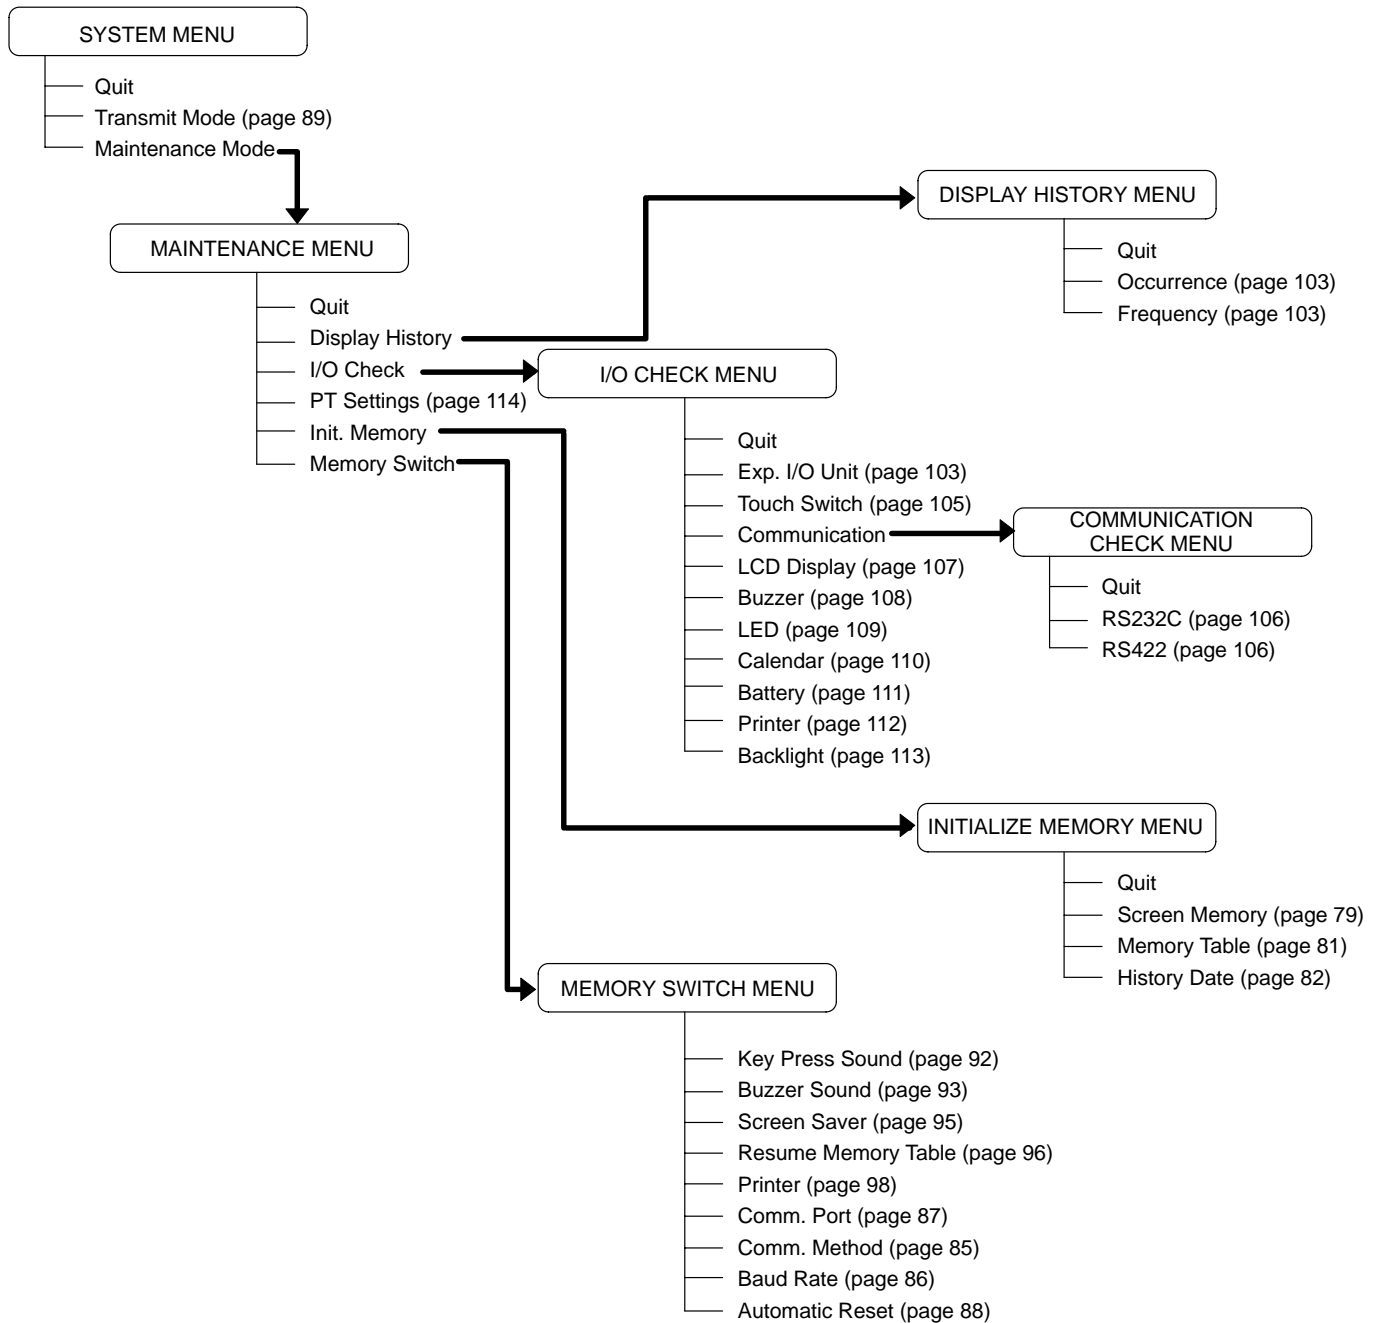 SYSTEM MENU
Quit
Transmit Mode (page 89)
Maintenance Mode
MAINTENANCE MENU
Quit
Display History
I/O Check
PT Settings (page 114)
Init. Memory
Memory Switch
DISPLAY HISTORY MENU
Quit
Occurrence (page 103)
Frequency (page 103)
I/O CHECK MENU
Quit
Exp. I/O Unit (page 103)
Touch Switch (page 105)
Communication
LCD Display (page 107)
Buzzer (page 108)
LED (page 109)
Calendar (page 110)
Battery (page 111)
Printer (page 112)
Backlight (page 113)
COMMUNICATION
CHECK MENU
Quit
RS232C (page 106)
RS422 (page 106)
INITIALIZE MEMORY MENU
Quit
Screen Memory (page 79)
Memory Table (page 81)
History Date (page 82)
MEMORY SWITCH MENU
Key Press Sound (page 92)
Buzzer Sound (page 93)
Screen Saver (page 95)
Resume Memory Table (page 96)
Printer (page 98)
Comm. Port (page 87)
Comm. Method (page 85)
Baud Rate (page 86)
Automatic Reset (page 88)